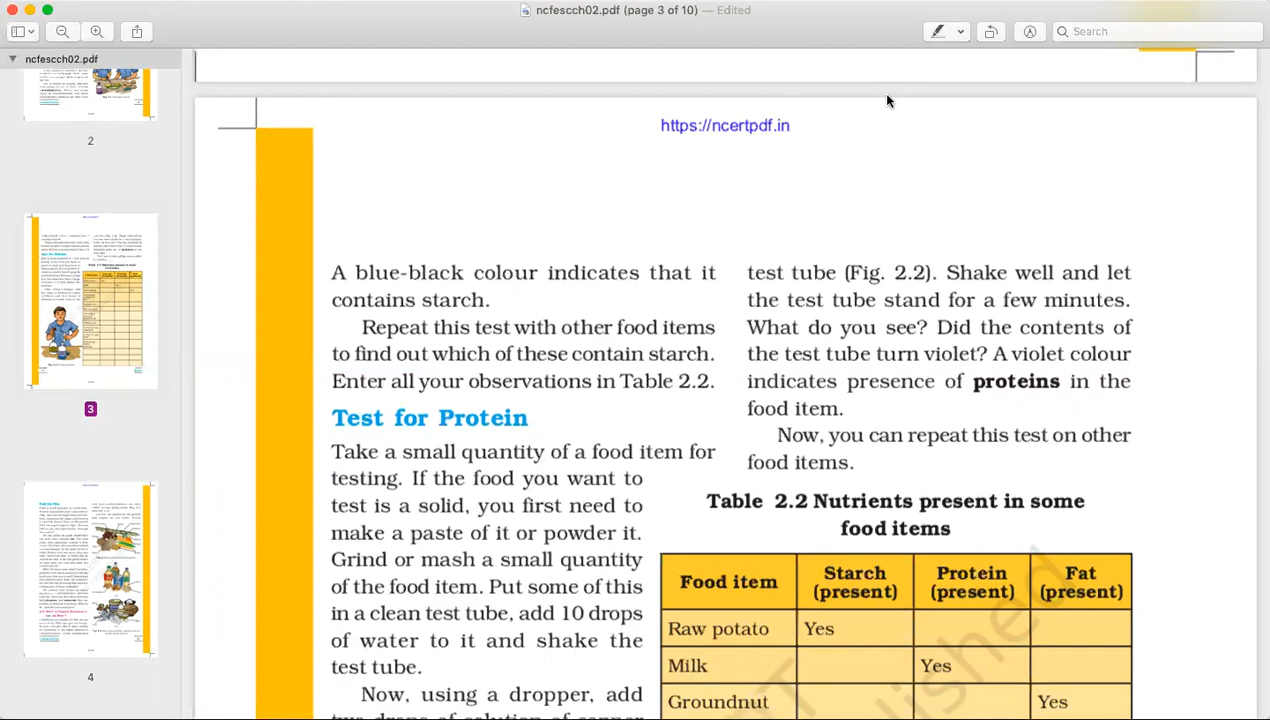 ncfescch02.pdf (page 3 of 10) — Edited
Search
ncfescch02.pdf
2
3
4
https://ncertpdf.in
A blue-black colour indicates that it
contains starch.
Repeat this test with other food items
to find out which of these contain starch.
Enter all your observations in Table 2.2.
Test for Protein
Take a small quantity of a food item for
testing. If the food you want to
test is a solid, you first need to
make a paste of it or powder it.
Grind or mash a small quantity
of the food item. Put some of this
in a clean test tube, add 10 drops
of water to it and shake the
test tube.
Now, using a dropper, add
two drops of solution of copper
test tube (Fig. 2.2). Shake well and let
the test tube stand for a few minutes.
What do you see? Did the contents of
the test tube turn violet? A violet colour
indicates presence of proteins in the
food item.
Now, you can repeat this test on other
food items.
Table 2.2 Nutrients present in some
food items
Food item Starch (present) Protein (present) Fat (present)
Raw potato Yes
Milk Yes
Groundnut Yes